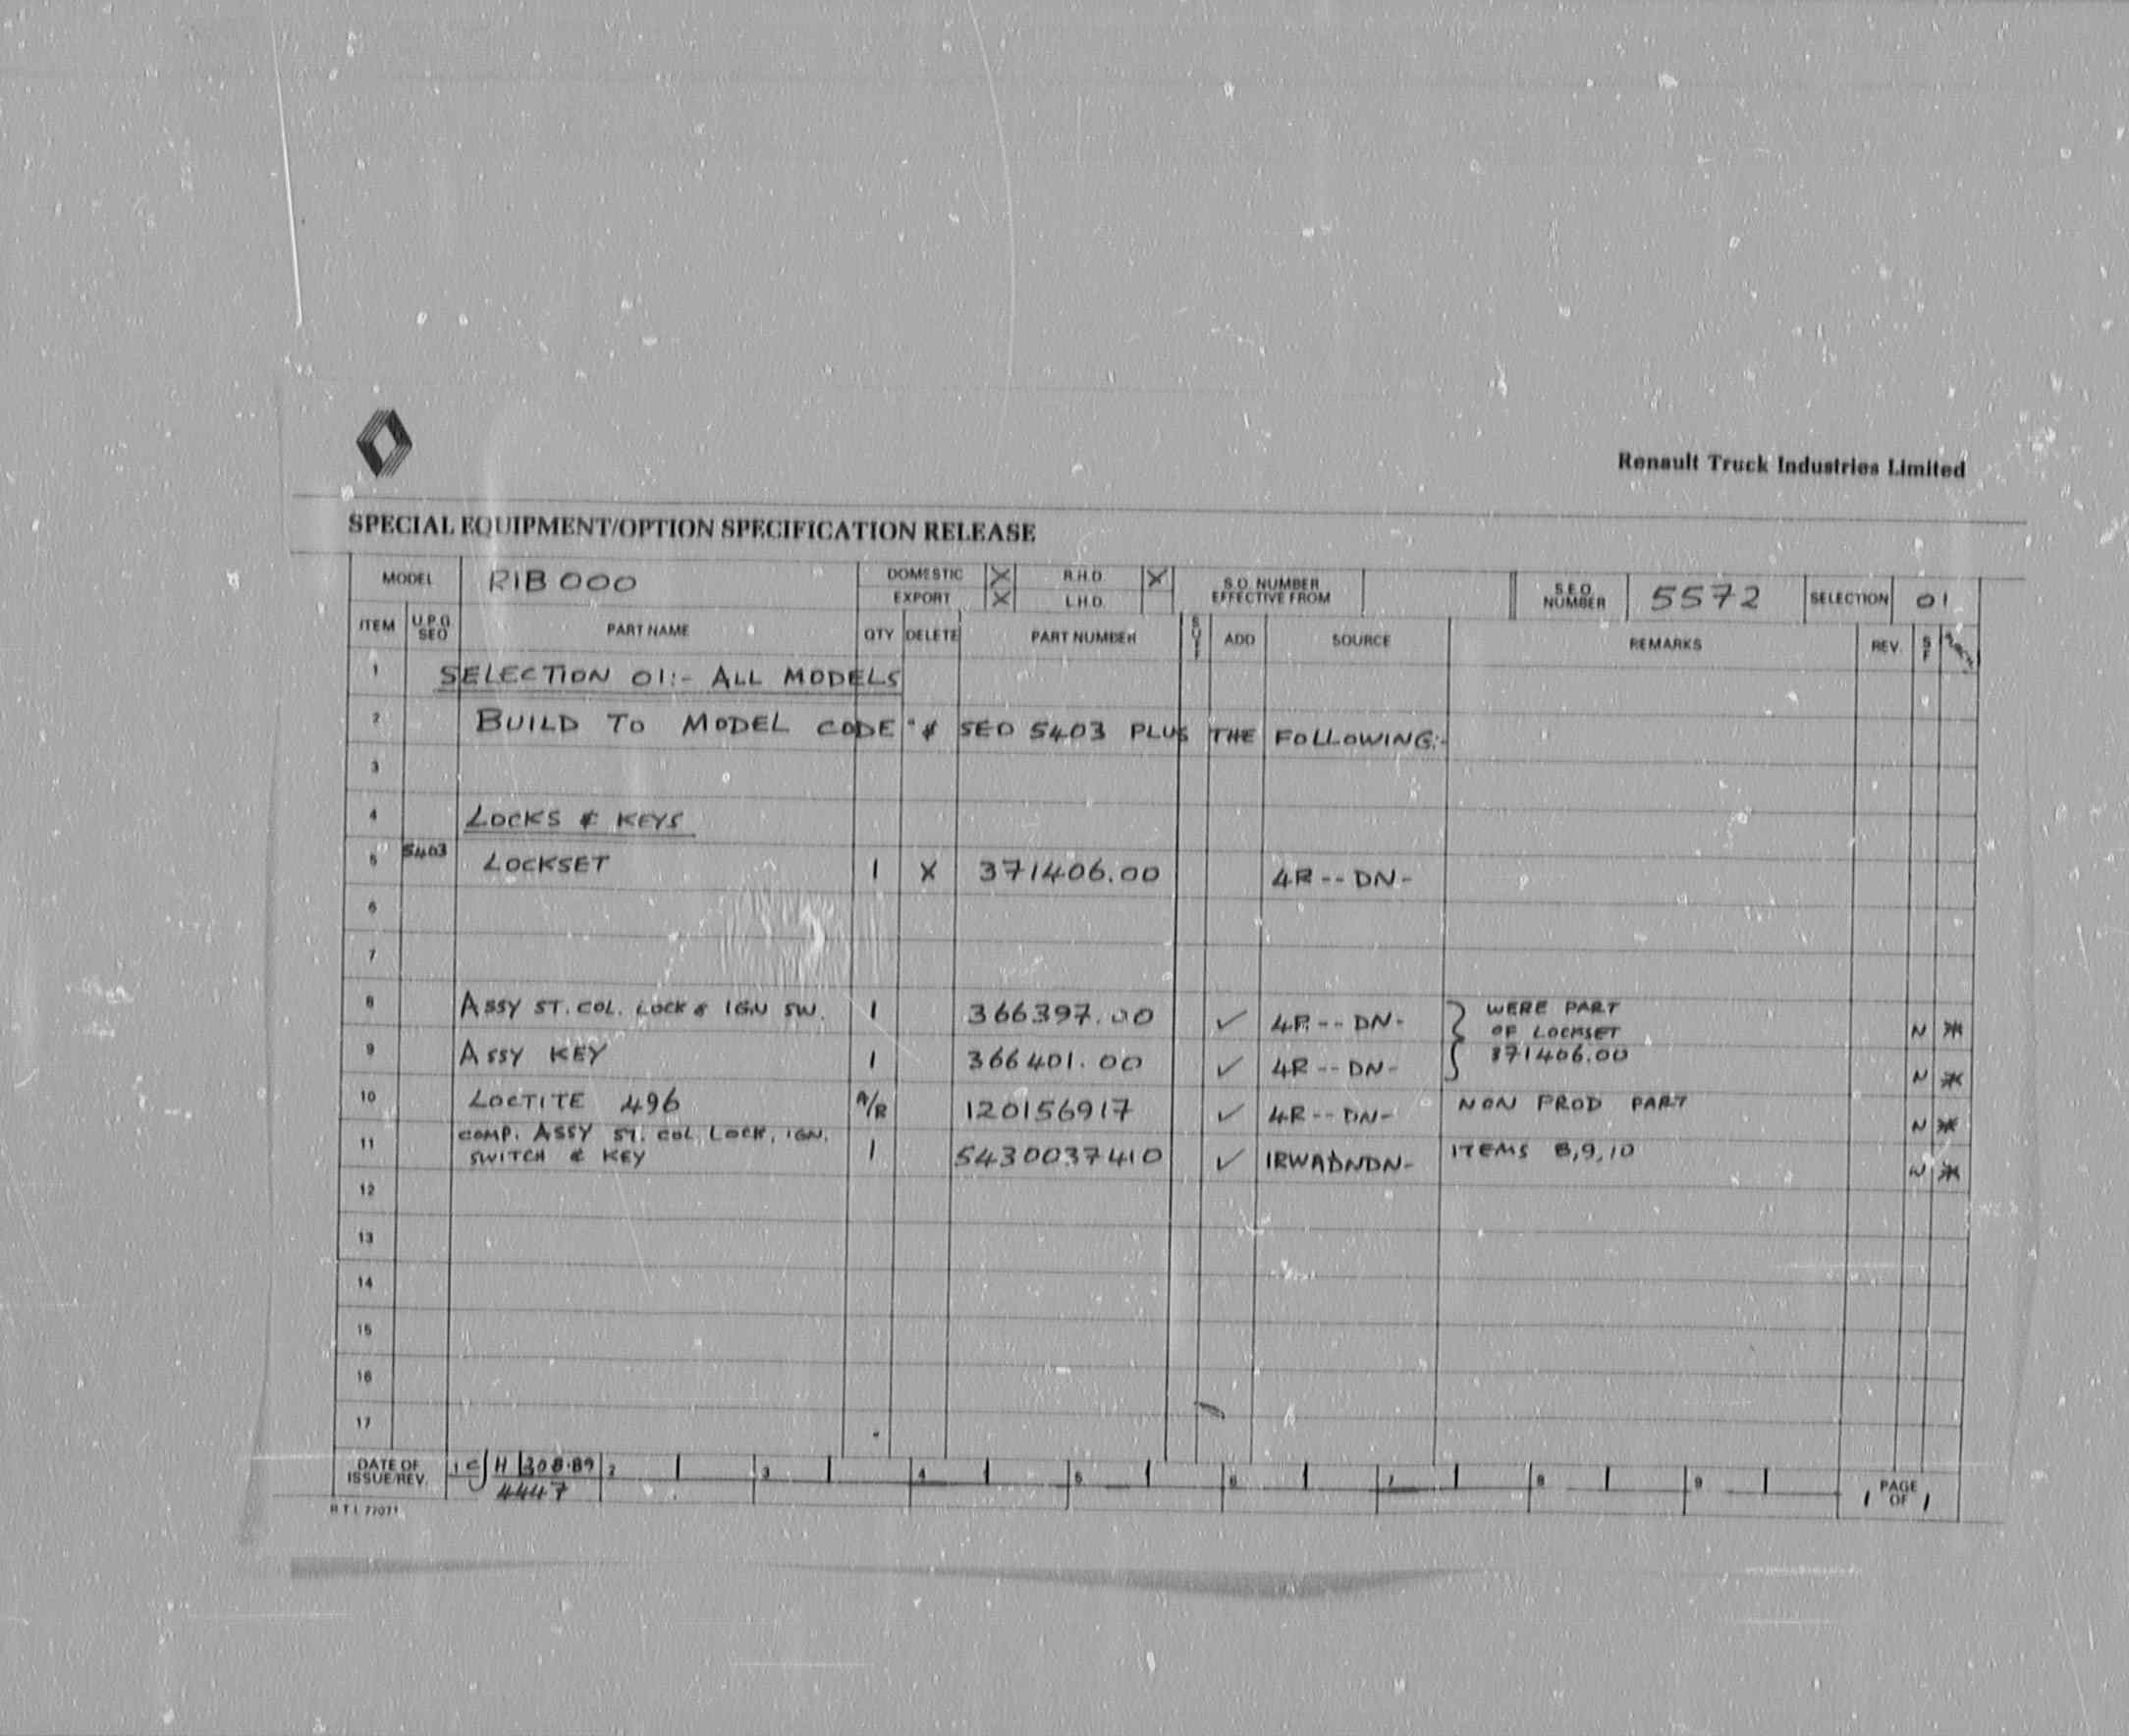 Renault Truck Industries Limited
SPECIAL EQUIPMENT/OPTION SPECIFICATION RELEASE
MODEL RIB000 DOMESTIC X R.H.D. X S.O. NUMBER EFFECTIVE FROM S.E.O. NUMBER 5572 SELECTION 01
EXPORT X L.H.D.
ITEM U.P.G SEO PART NAME QTY DELETE PART NUMBER ADD SOURCE REMARKS REV. S F
1 SELECTION 01:- ALL MODELS
2 BUILD TO MODEL CODE & SEO 5403 PLUS THE FOLLOWING:-
3
4 LOCKS & KEYS
5 5403 LOCKSET 1 X 371406.00 4R--DN-
6
7
8 ASSY ST. COL. LOCK & IGN SW. 1 366397.00 ✓ 4R--DN- } WERE PART OF LOCKSET N *
9 ASSY KEY 1 366401.00 ✓ 4R--DN- 371406.00 N *
10 LOCTITE 496 A/R 120156917 ✓ 4R--DN- NON PROD PART N *
11 COMP. ASSY ST. COL. LOCK, IGN. SWITCH & KEY 1 5430037410 ✓ 1RWADNDN- ITEMS 8,9,10 N *
12
13
14
15
16
17
DATE OF ISSUE/REV. 1 H 4447 2 3 4 5 6 7 8 9 1 PAGE OF 1
R T I 77071